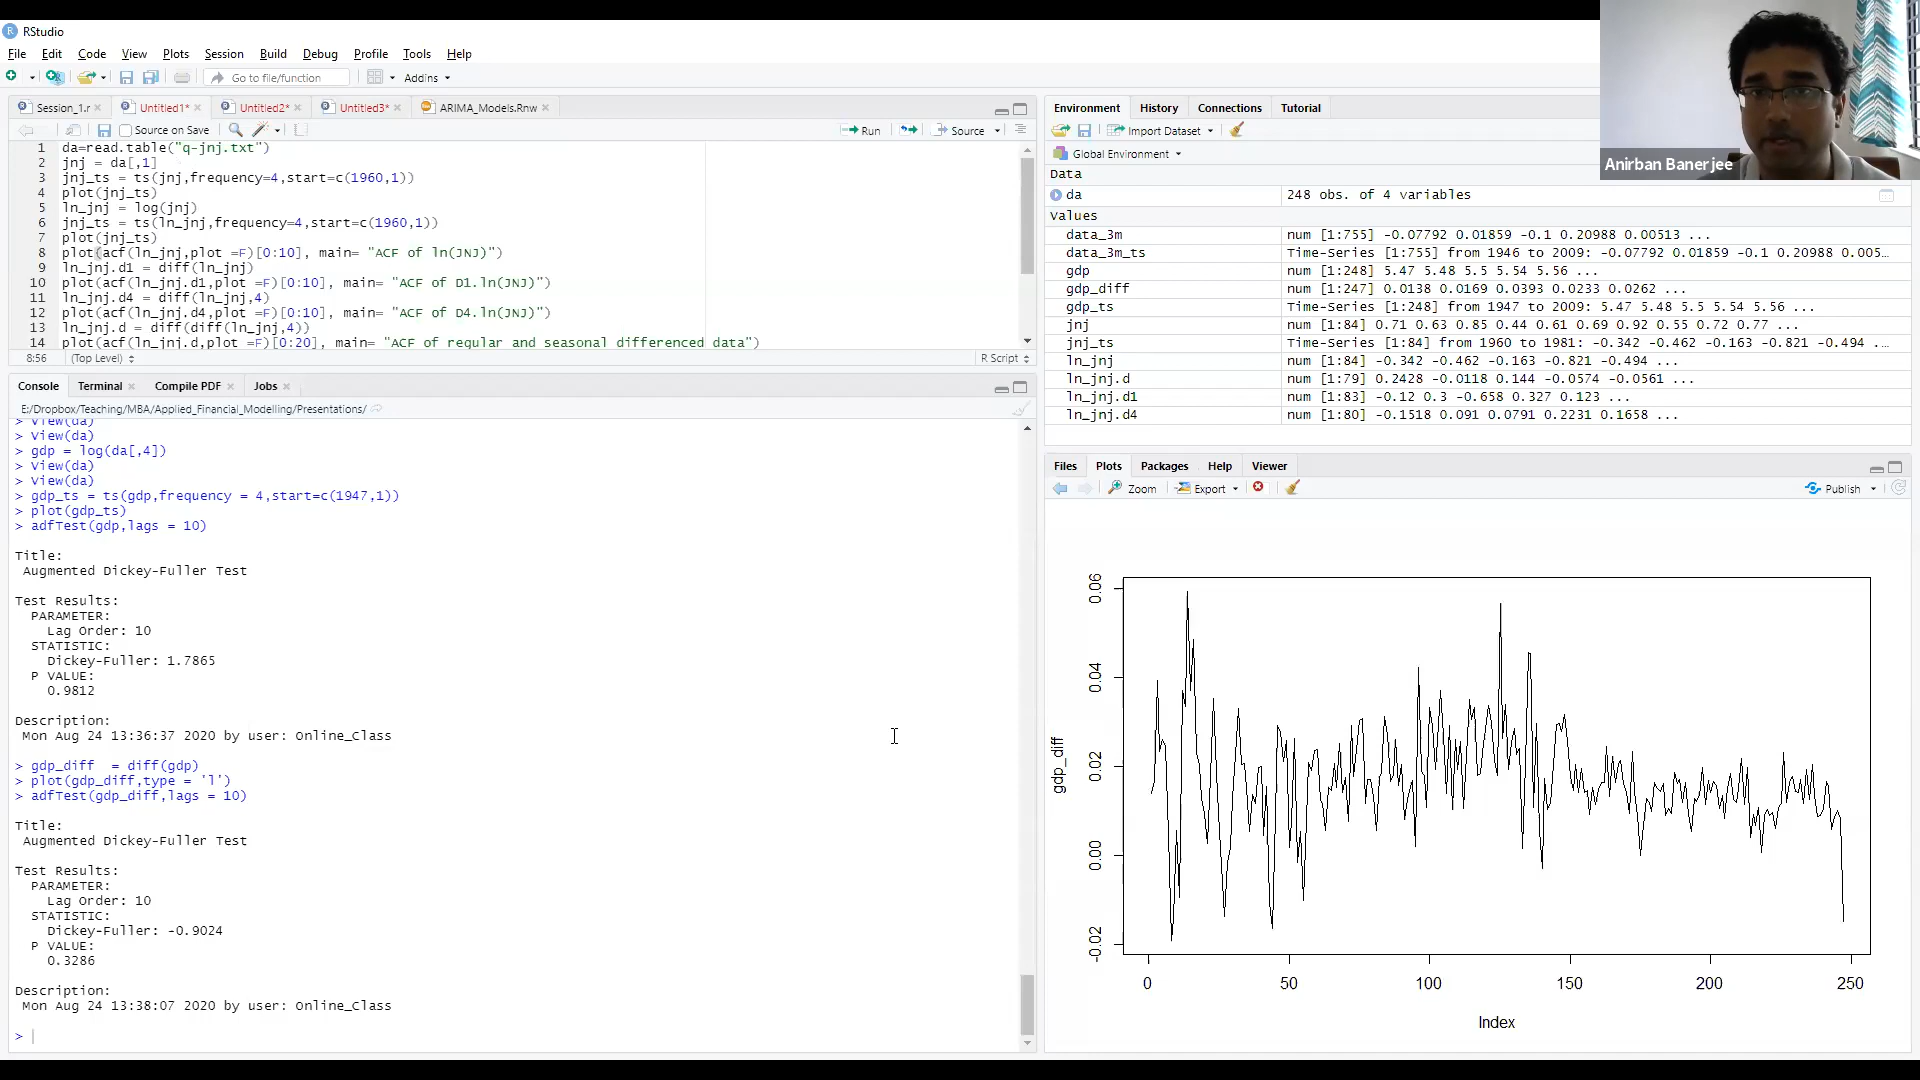 RStudio
File Edit Code View Plots Session Build Debug Profile Tools Help
Go to file/function Addins
Session_1.r Untitled1* Untitled2* Untitled3* ARIMA_Models.Rnw
Source on Save Run Source
1 da=read.table("q-jnj.txt")
2 jnj = da[,1]
3 jnj_ts = ts(jnj,frequency=4,start=c(1960,1))
4 plot(jnj_ts)
5 ln_jnj = log(jnj)
6 jnj_ts = ts(ln_jnj,frequency=4,start=c(1960,1))
7 plot(jnj_ts)
8 plot(acf(ln_jnj,plot =F)[0:10], main= "ACF of ln(JNJ)")
9 ln_jnj.d1 = diff(ln_jnj)
10 plot(acf(ln_jnj.d1,plot =F)[0:10], main= "ACF of D1.ln(JNJ)")
11 ln_jnj.d4 = diff(ln_jnj,4)
12 plot(acf(ln_jnj.d4,plot =F)[0:10], main= "ACF of D4.ln(JNJ)")
13 ln_jnj.d = diff(diff(ln_jnj,4))
14 plot(acf(ln_jnj.d,plot =F)[0:20], main= "ACF of regular and seasonal differenced data")
8:56 (Top Level) R Script
Console Terminal Compile PDF Jobs
E:/Dropbox/Teaching/MBA/Applied_Financial_Modelling/Presentations/
> View(da)
> View(da)
> gdp = log(da[,4])
> View(da)
> View(da)
> gdp_ts = ts(gdp,frequency = 4,start=c(1947,1))
> plot(gdp_ts)
> adfTest(gdp,lags = 10)
Title:
Augmented Dickey-Fuller Test
Test Results:
PARAMETER:
Lag Order: 10
STATISTIC:
Dickey-Fuller: 1.7865
P VALUE:
0.9812
Description:
Mon Aug 24 13:36:37 2020 by user: Online_Class
> gdp_diff  = diff(gdp)
> plot(gdp_diff,type = 'l')
> adfTest(gdp_diff,lags = 10)
Title:
Augmented Dickey-Fuller Test
Test Results:
PARAMETER:
Lag Order: 10
STATISTIC:
Dickey-Fuller: -0.9024
P VALUE:
0.3286
Description:
Mon Aug 24 13:38:07 2020 by user: Online_Class
>
Environment History Connections Tutorial
Import Dataset
Global Environment
Data
da 248 obs. of 4 variables
Values
data_3m num [1:755] -0.07792 0.01859 -0.1 0.20988 0.00513 ...
data_3m_ts Time-Series [1:755] from 1946 to 2009: -0.07792 0.01859 -0.1 0.20988 0.005…
gdp num [1:248] 5.47 5.48 5.5 5.54 5.56 ...
gdp_diff num [1:247] 0.0138 0.0169 0.0393 0.0233 0.0262 ...
gdp_ts Time-Series [1:248] from 1947 to 2009: 5.47 5.48 5.5 5.54 5.56 ...
jnj num [1:84] 0.71 0.63 0.85 0.44 0.61 0.69 0.92 0.55 0.72 0.77 ...
jnj_ts Time-Series [1:84] from 1960 to 1981: -0.342 -0.462 -0.163 -0.821 -0.494 ...
ln_jnj num [1:84] -0.342 -0.462 -0.163 -0.821 -0.494 ...
ln_jnj.d num [1:79] 0.2428 -0.0118 0.144 -0.0574 -0.0561 ...
ln_jnj.d1 num [1:83] -0.12 0.3 -0.658 0.327 0.123 ...
ln_jnj.d4 num [1:80] -0.1518 0.091 0.0791 0.2231 0.1658 ...
Files Plots Packages Help Viewer
Zoom Export Publish
0.06
0.04
0.02
0.00
-0.02
gdp_diff
0 50 100 150 200 250
Index
Anirban Banerjee